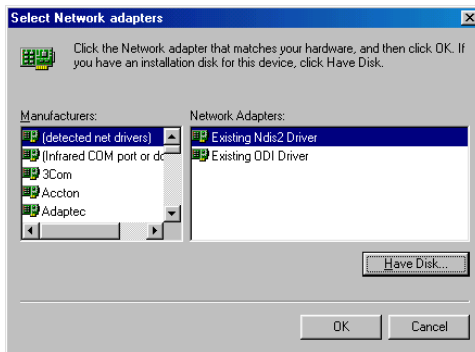 Select Network adapters
Click the Network adapter that matches your hardware, and then click OK. If
you have an installation disk for this device, click Have Disk.
Manufacturers:
(detected net drivers)
(Infrared COM port or dc
3Com
Accton
Adaptec
Network Adapters:
Existing Ndis2 Driver
Existing ODI Driver
Have Disk...
OK
Cancel